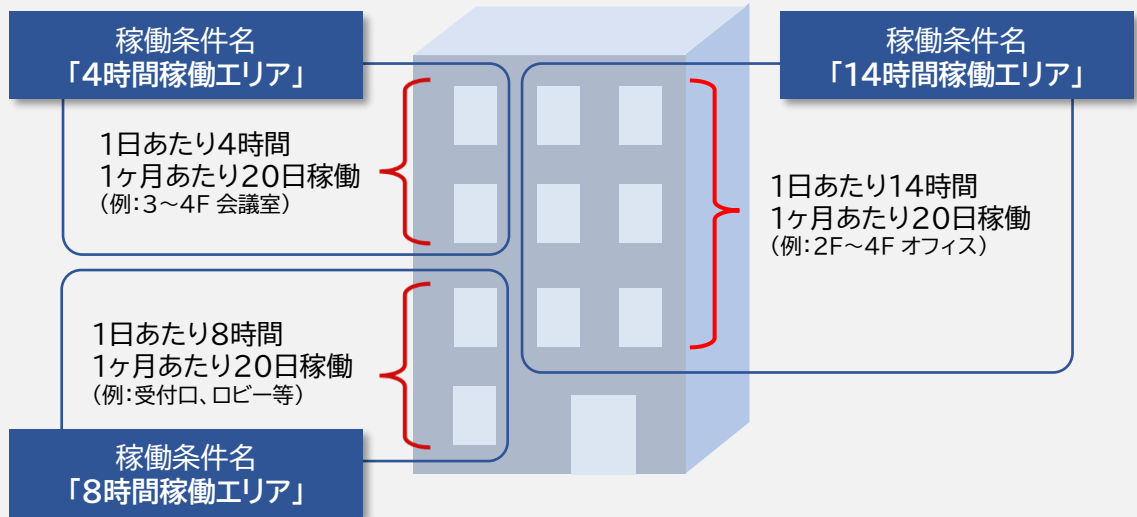 稼働条件名
「4時間稼働エリア」
1日あたり4時間
1ヶ月あたり20日稼働
(例:3～4F 会議室)
稼働条件名
「14時間稼働エリア」
1日あたり14時間
1ヶ月あたり20日稼働
(例:2F～4F オフィス)
1日あたり8時間
1ヶ月あたり20日稼働
(例:受付口、ロビー等)
稼働条件名
「8時間稼働エリア」